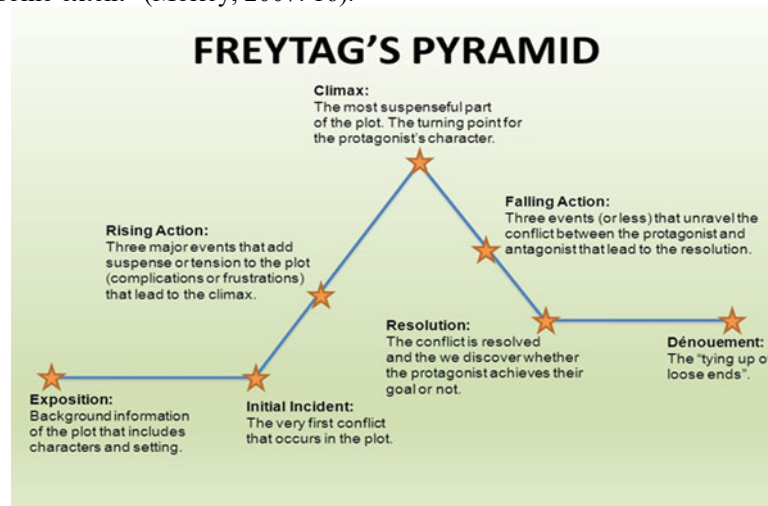 2007: 16).
FREYTAG'S PYRAMID
Climax:
The most suspenseful part
of the plot. The turning point for
the protagonist's character.
Rising Action:
Three major events that add
suspense or tension to the plot
(complications or frustrations)
that lead to the climax.
Falling Action:
Three events (or less) that unravel the
conflict between the protagonist and
antagonist that lead to the resolution.
Resolution:
The conflict is resolved
and the we discover whether
the protagonist achieves their
goal or not.
Dénouement:
The "tying up of
loose ends".
Exposition:
Background information
of the plot that includes
characters and setting.
Initial Incident:
The very first conflict
that occurs in the plot.